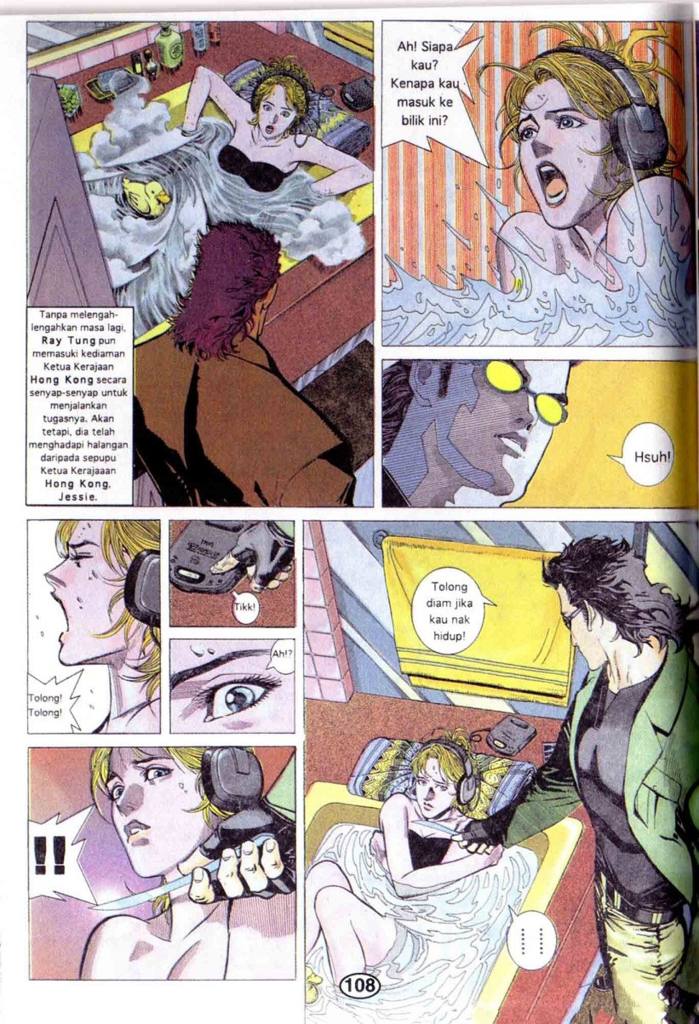 Tanpa melengah-
lengahkan masa lagi,
Ray Tung pun
memasuki kediaman
Ketua Kerajaan
Hong Kong secara
senyap-senyap untuk
menjalankan
tugasnya. Akan
tetapi, dia telah
menghadapi halangan
daripada sepupu
Ketua Kerajaaan
Hong Kong,
Jessie.
Ah! Siapa
kau?
Kenapa kau
masuk ke
bilik ini?
Hsuh!
Tolong!
Tolong!
Tikk!
Ah!?
!!
Tolong
diam jika
kau nak
hidup!
......
108